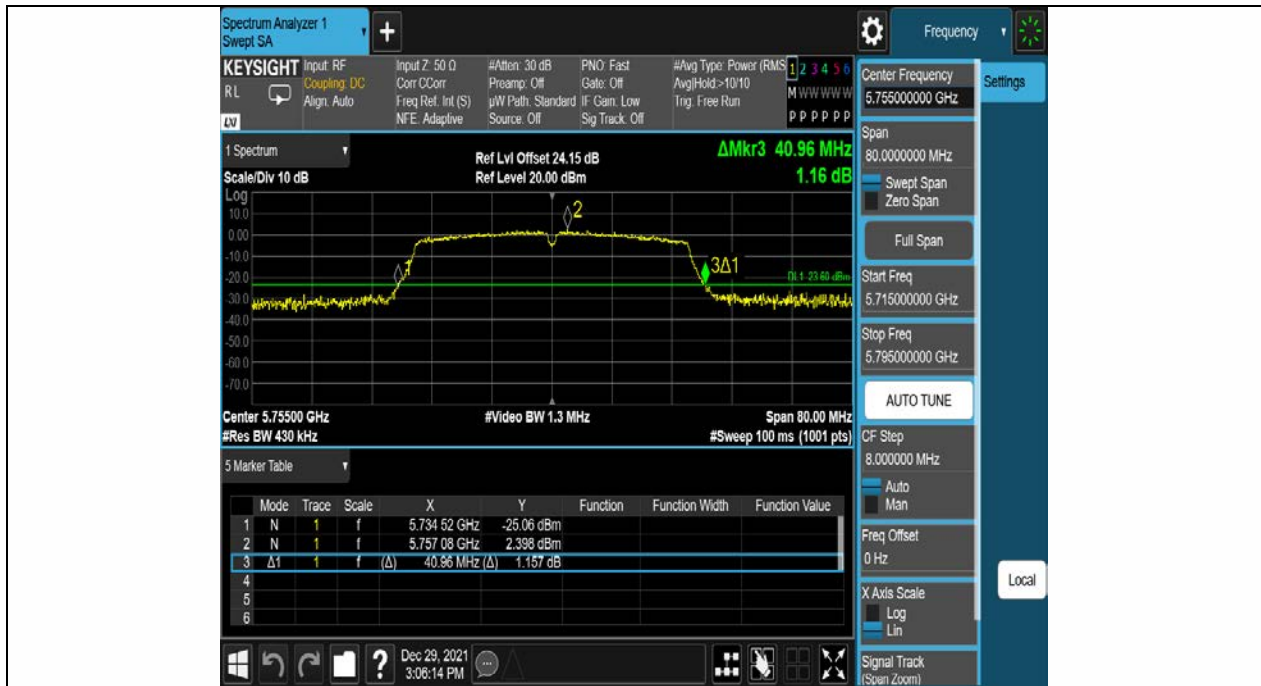 Spectrum Analyzer 1
Swept SA
+
Frequency
KEYSIGHT
RL
LXI
Input: RF
Coupling: DC
Align: Auto
Input Z: 50 Ω
Corr CCorr
Freq Ref: Int (S)
NFE: Adaptive
#Atten: 30 dB
Preamp: Off
µW Path: Standard
Source: Off
PNO: Fast
Gate: Off
IF Gain: Low
Sig Track: Off
#Avg Type: Power (RMS
Avg|Hold:>10/10
Trig: Free Run
1 2 3 4 5 6
M W W W W W
P P P P P P
1 Spectrum
Scale/Div 10 dB
Ref Lvl Offset 24.15 dB
Ref Level 20.00 dBm
ΔMkr3 40.96 MHz
1.16 dB
Log
10.0
0.00
-10.0
-20.0
-30.0
-40.0
-50.0
-60.0
-70.0
1
2
3Δ1
DL1 -23.60 dBm
Center 5.75500 GHz
#Video BW 1.3 MHz
Span 80.00 MHz
#Res BW 430 kHz
#Sweep 100 ms (1001 pts)
5 Marker Table
Mode Trace Scale X Y Function Function Width Function Value
1 N 1 f 5.734 52 GHz -25.06 dBm
2 N 1 f 5.757 08 GHz 2.398 dBm
3 Δ1 1 f (Δ) 40.96 MHz (Δ) 1.157 dB
4
5
6
?
Dec 29, 2021
3:06:14 PM
Center Frequency
5.755000000 GHz
Span
80.0000000 MHz
Swept Span
Zero Span
Full Span
Start Freq
5.715000000 GHz
Stop Freq
5.795000000 GHz
AUTO TUNE
CF Step
8.000000 MHz
Auto
Man
Freq Offset
0 Hz
X Axis Scale
Log
Lin
Signal Track
(Span Zoom)
Settings
Local